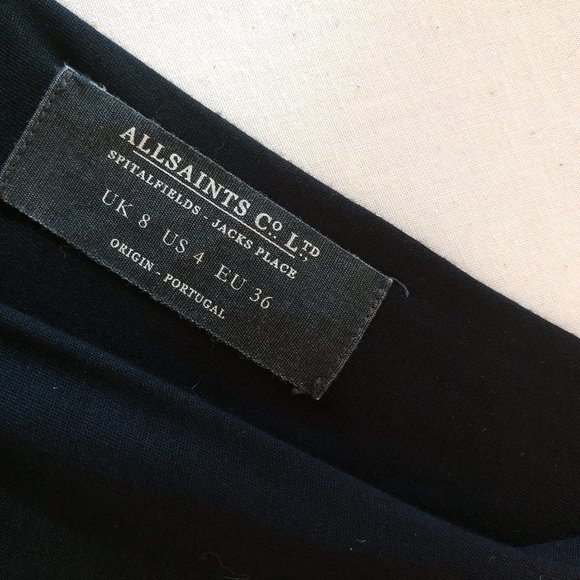 ALLSAINTS Co. LTD,
SPITALFIELDS - JACKS PLACE
UK 8 US 4 EU 36
ORIGIN - PORTUGAL